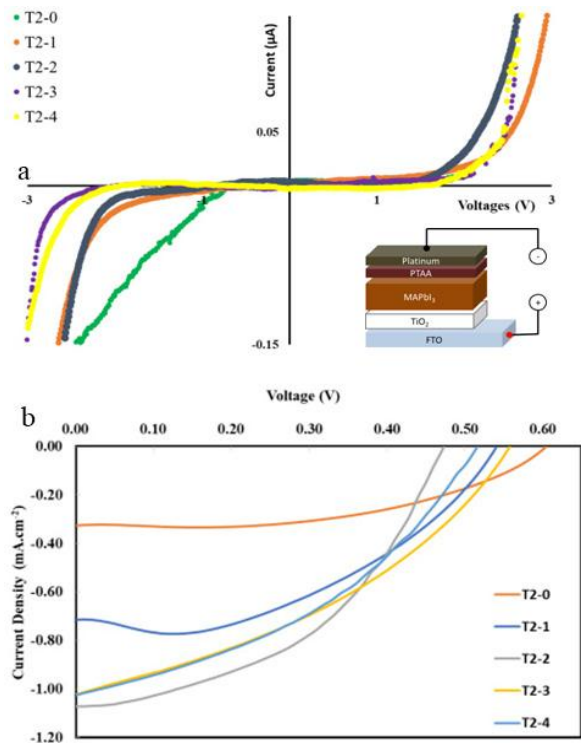 T2-0
T2-1
T2-2
T2-3
T2-4
Current (µA)
0.05
a
-3
-1
1
3
Voltages (V)
-0.15
Platinum
PTAA
MAPbI₃
TiO₂
FTO
-
+
b
Voltage (V)
0.00 0.10 0.20 0.30 0.40 0.50 0.60
0.00
-0.20
-0.40
-0.60
-0.80
-1.00
-1.20
Current Density (mA.cm⁻²)
T2-0
T2-1
T2-2
T2-3
T2-4